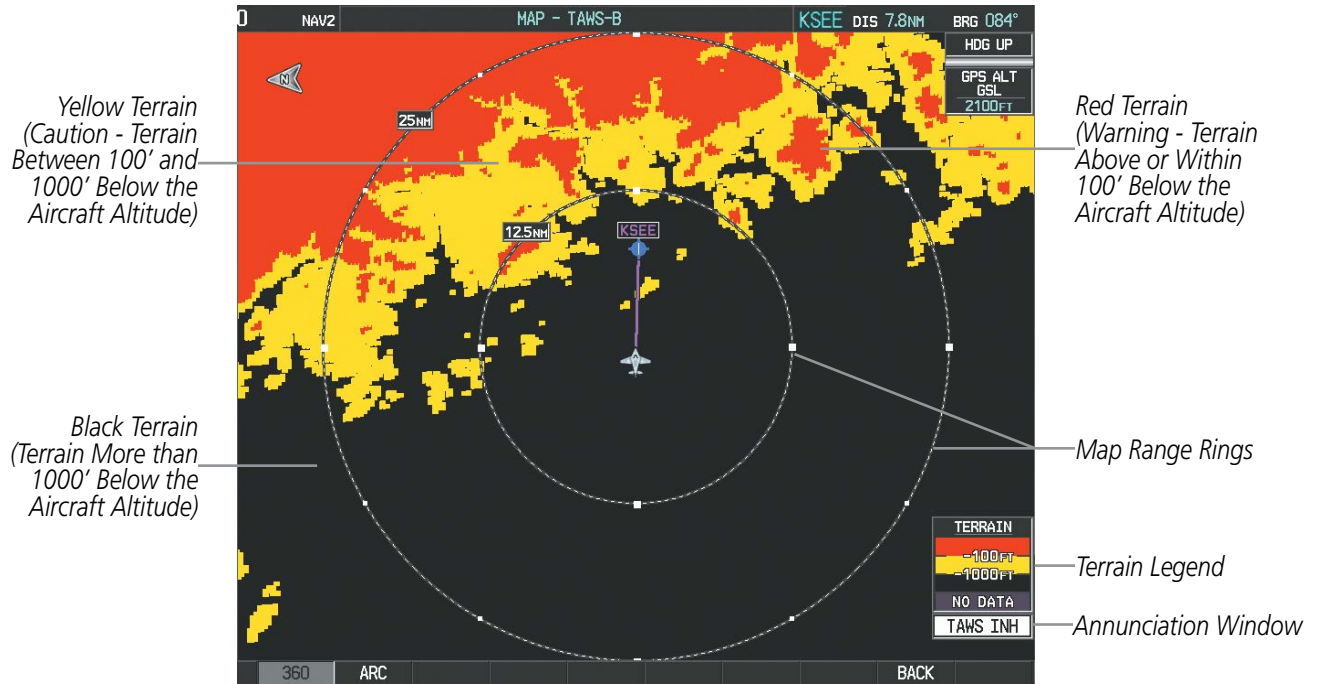 0 NAV2 MAP - TAWS-B KSEE DIS 7.8NM BRG 084°
HDG UP
GPS ALT
GSL
2100FT
N
25NM
12.5NM
KSEE
Yellow Terrain
(Caution - Terrain
Between 100' and
1000' Below the
Aircraft Altitude)
Red Terrain
(Warning - Terrain
Above or Within
100' Below the
Aircraft Altitude)
Black Terrain
(Terrain More than
1000' Below the
Aircraft Altitude)
Map Range Rings
TERRAIN
-100FT
-1000FT
NO DATA
TAWS INH
Terrain Legend
Annunciation Window
360 ARC BACK